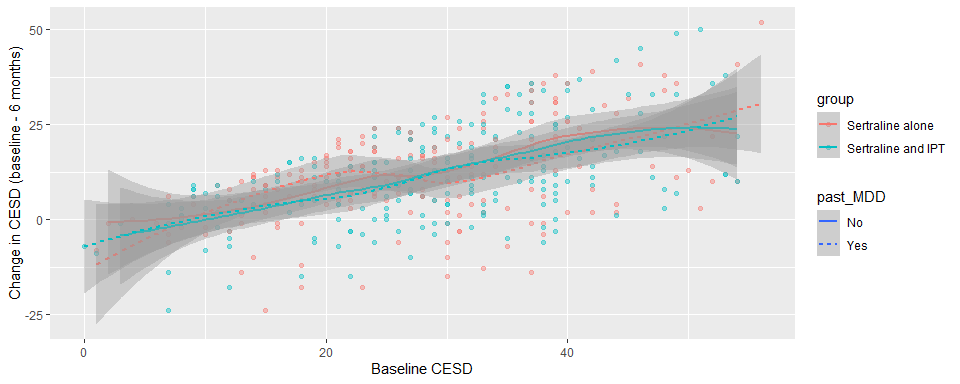 Change in CESD (baseline - 6 months)
50
25
0
-25
0
20
40
Baseline CESD
group
Sertraline alone
Sertraline and IPT
past_MDD
No
Yes